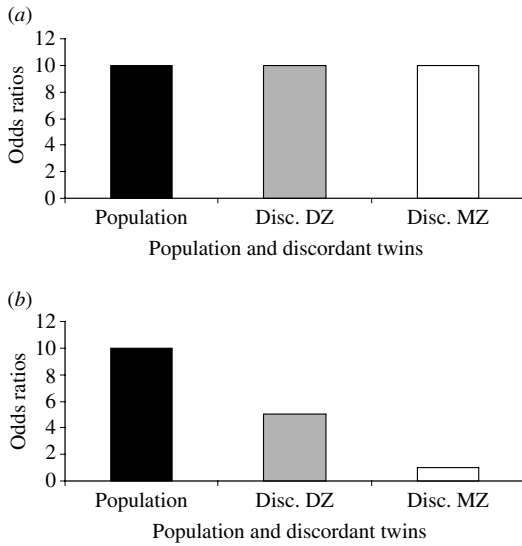 (a)
12
10
8
6
4
2
0
Odds ratios
Population Disc. DZ Disc. MZ
Population and discordant twins
(b)
12
10
8
6
4
2
0
Odds ratios
Population Disc. DZ Disc. MZ
Population and discordant twins